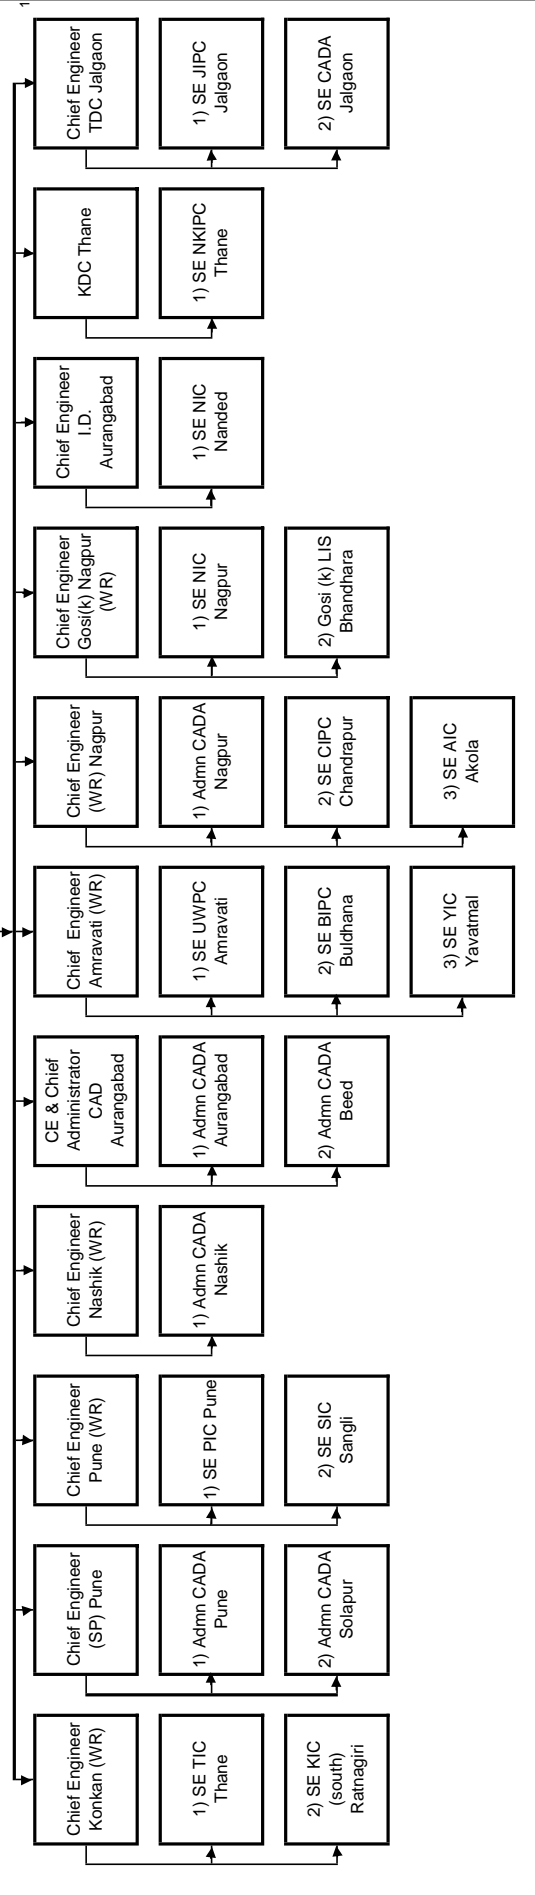 Chief Engineer
Konkan (WR)
1) SE TIC
Thane
2) SE KIC
(south)
Ratnagiri
Chief Engineer
(SP) Pune
1) Admn CADA
Pune
2) Admn CADA
Solapur
Chief Engineer
Pune (WR)
1) SE PIC Pune
2) SE SIC
Sangli
Chief Engineer
Nashik (WR)
1) Admn CADA
Nashik
CE & Chief
Administrator
CAD
Aurangabad
1) Admn CADA
Aurangabad
2) Admn CADA
Beed
Chief Engineer
Amravati (WR)
1) SE UWPC
Amravati
2) SE BIPC
Buldhana
3) SE YIC
Yavatmal
Chief Engineer
(WR) Nagpur
1) Admn CADA
Nagpur
2) SE CIPC
Chandrapur
3) SE AIC
Akola
Chief Engineer
Gosi(k) Nagpur
(WR)
1) SE NIC
Nagpur
2) Gosi (k) LIS
Bhandhara
Chief Engineer
I.D.
Aurangabad
1) SE NIC
Nanded
KDC Thane
1) SE NKIPC
Thane
Chief Engineer
TDC Jalgaon
1) SE JIPC
Jalgaon
2) SE CADA
Jalgaon